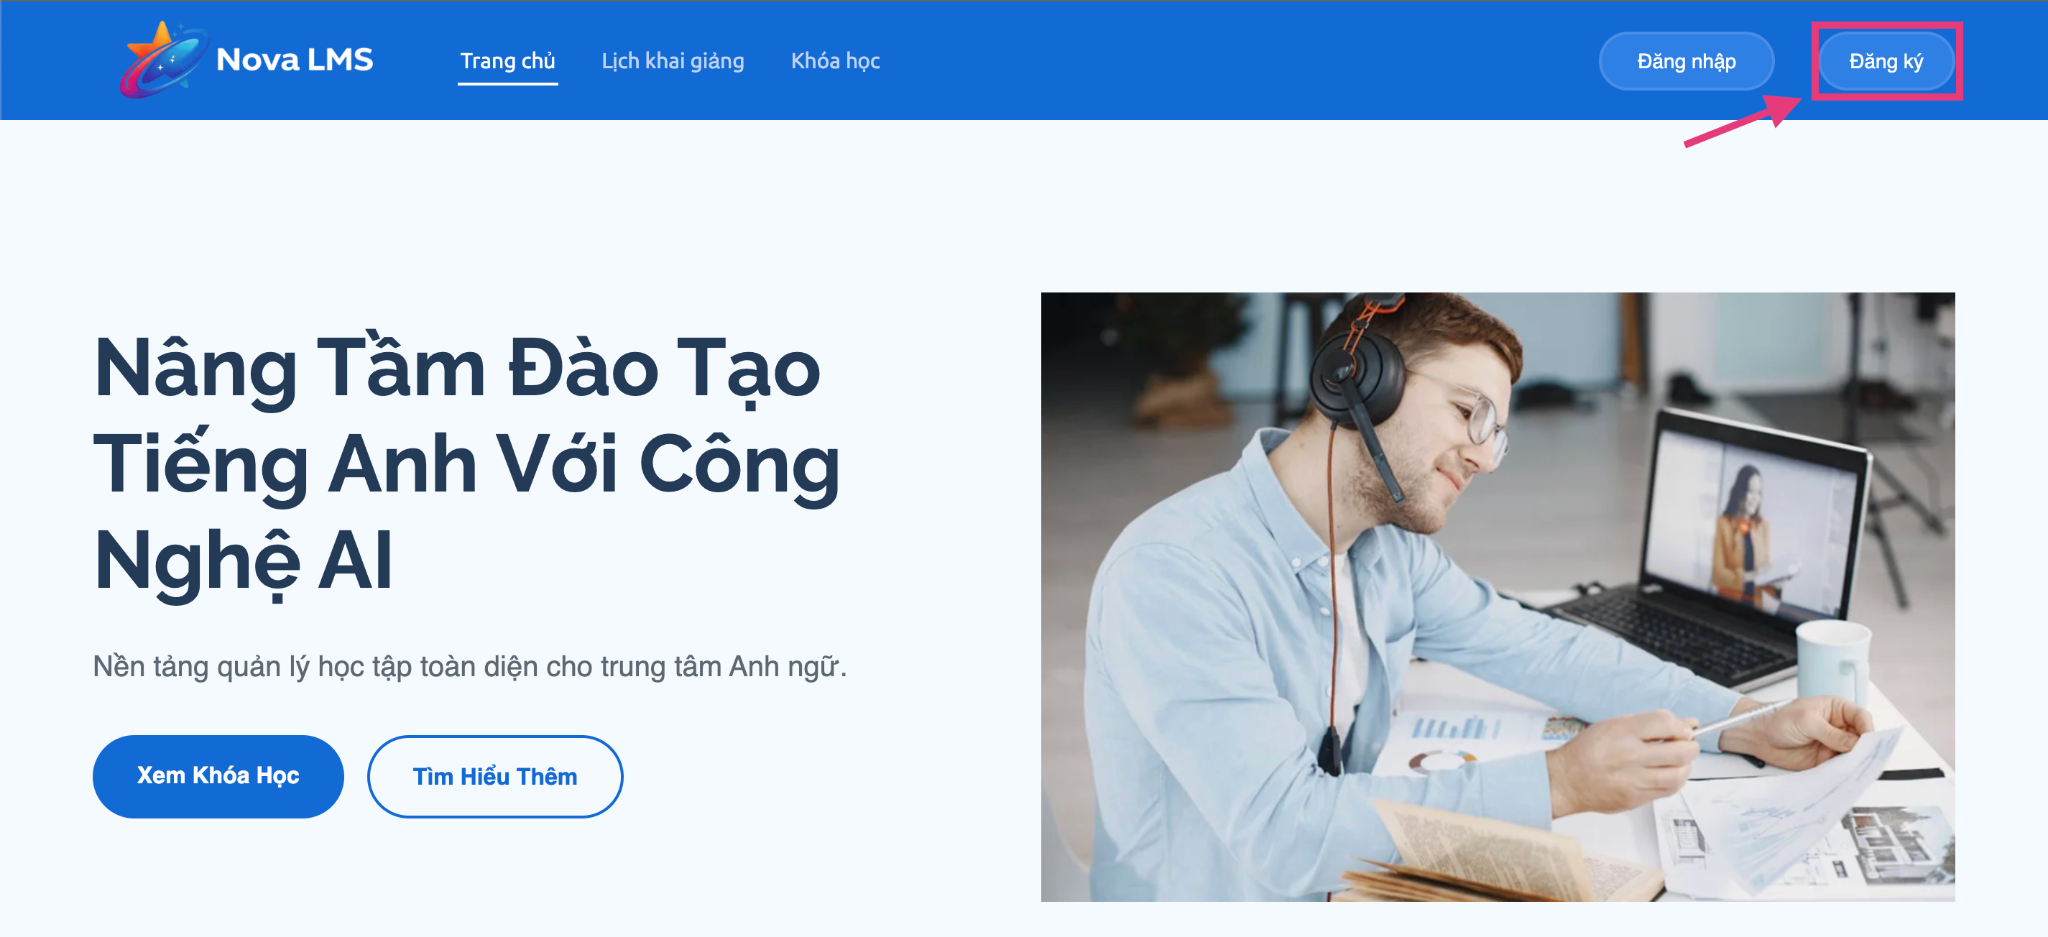 Nova LMS
Trang chủ
Lịch khai giảng
Khóa học
Đăng nhập
Đăng ký
Nâng Tầm Đào Tạo
Tiếng Anh Với Công
Nghệ AI
Nền tảng quản lý học tập toàn diện cho trung tâm Anh ngữ.
Xem Khóa Học
Tìm Hiểu Thêm